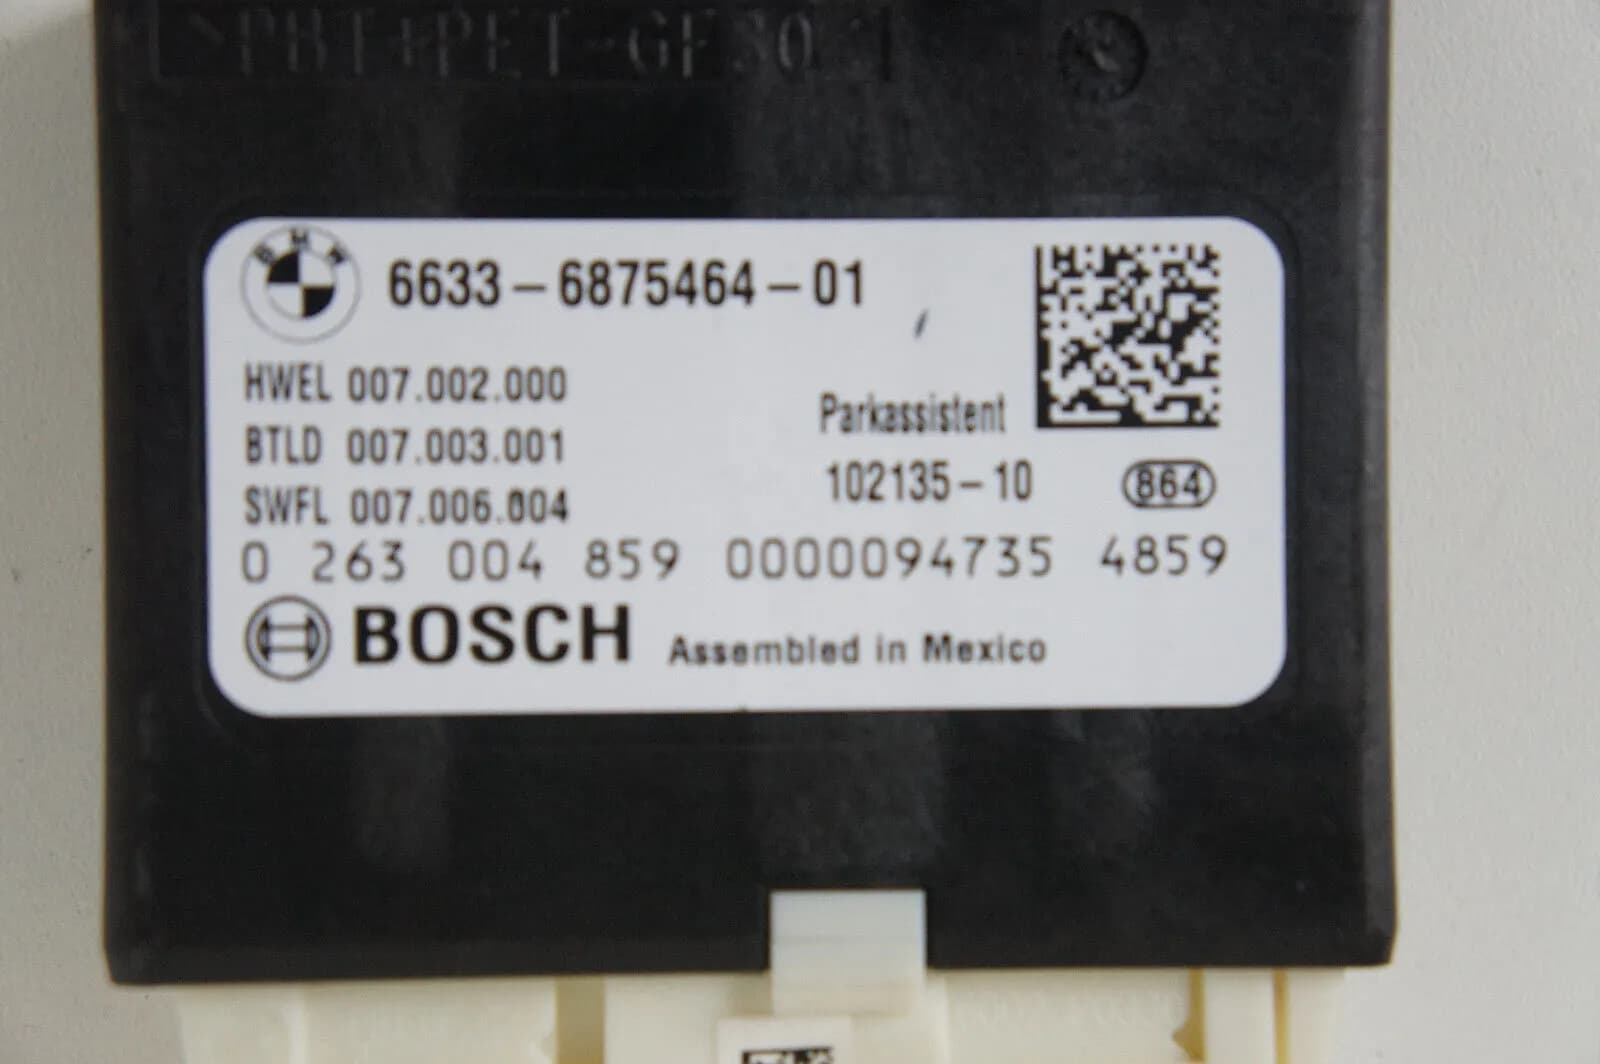 >PBT+PET-GF30
BMW
6633-6875464-01
HWEL 007.002.000
BTLD 007.003.001
SWFL 007.006.004
Parkassistent
102135-10
864
0 263 004 859 0000094735 4859
BOSCH Assembled in Mexico